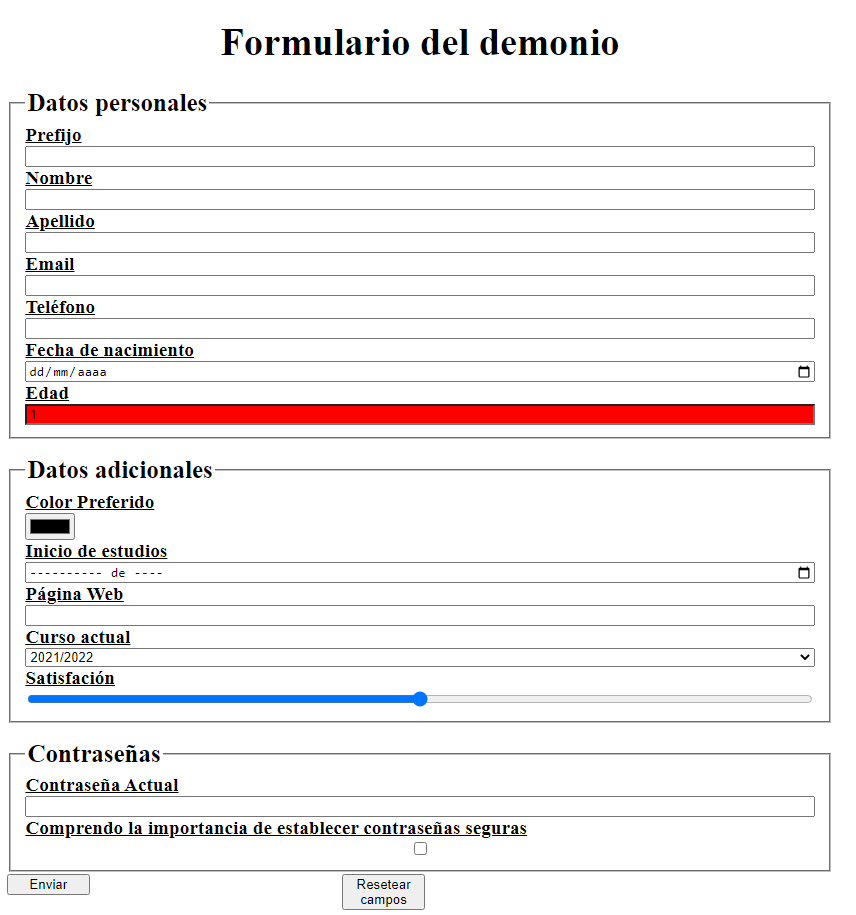 Formulario del demonio
Datos personales
Prefijo
Nombre
Apellido
Email
Teléfono
Fecha de nacimiento
dd/mm/aaaa
Edad
1
Datos adicionales
Color Preferido
Inicio de estudios
---------- de ----
Página Web
Curso actual
2021/2022
Satisfacción
Contraseñas
Contraseña Actual
Comprendo la importancia de establecer contraseñas seguras
Enviar
Resetear
campos